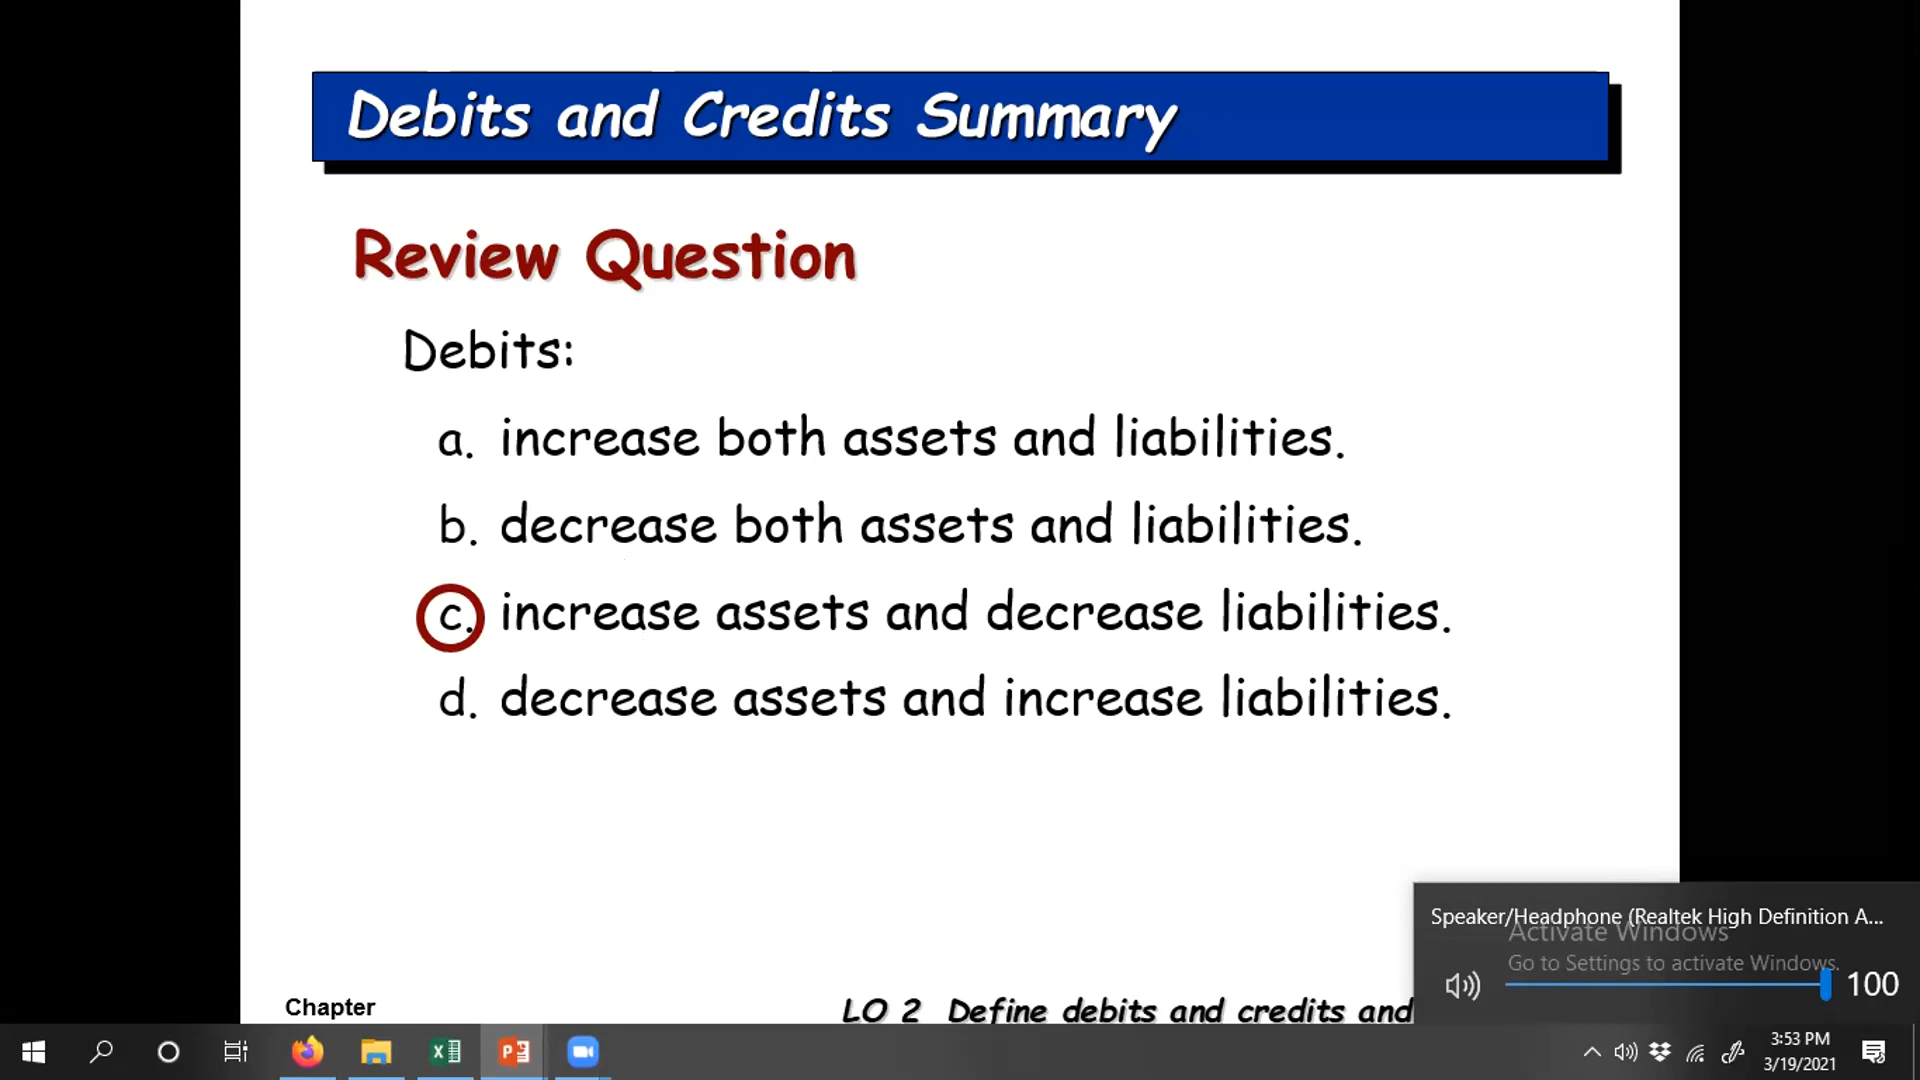 Debits and Credits Summary
Review Question
Debits:
a. increase both assets and liabilities.
b. decrease both assets and liabilities.
c. increase assets and decrease liabilities.
d. decrease assets and increase liabilities.
Speaker/Headphone (Realtek High Definition A...
Activate Windows
Go to Settings to activate Windows.
100
Chapter
LO 2 Define debits and credits and
3:53 PM
3/19/2021